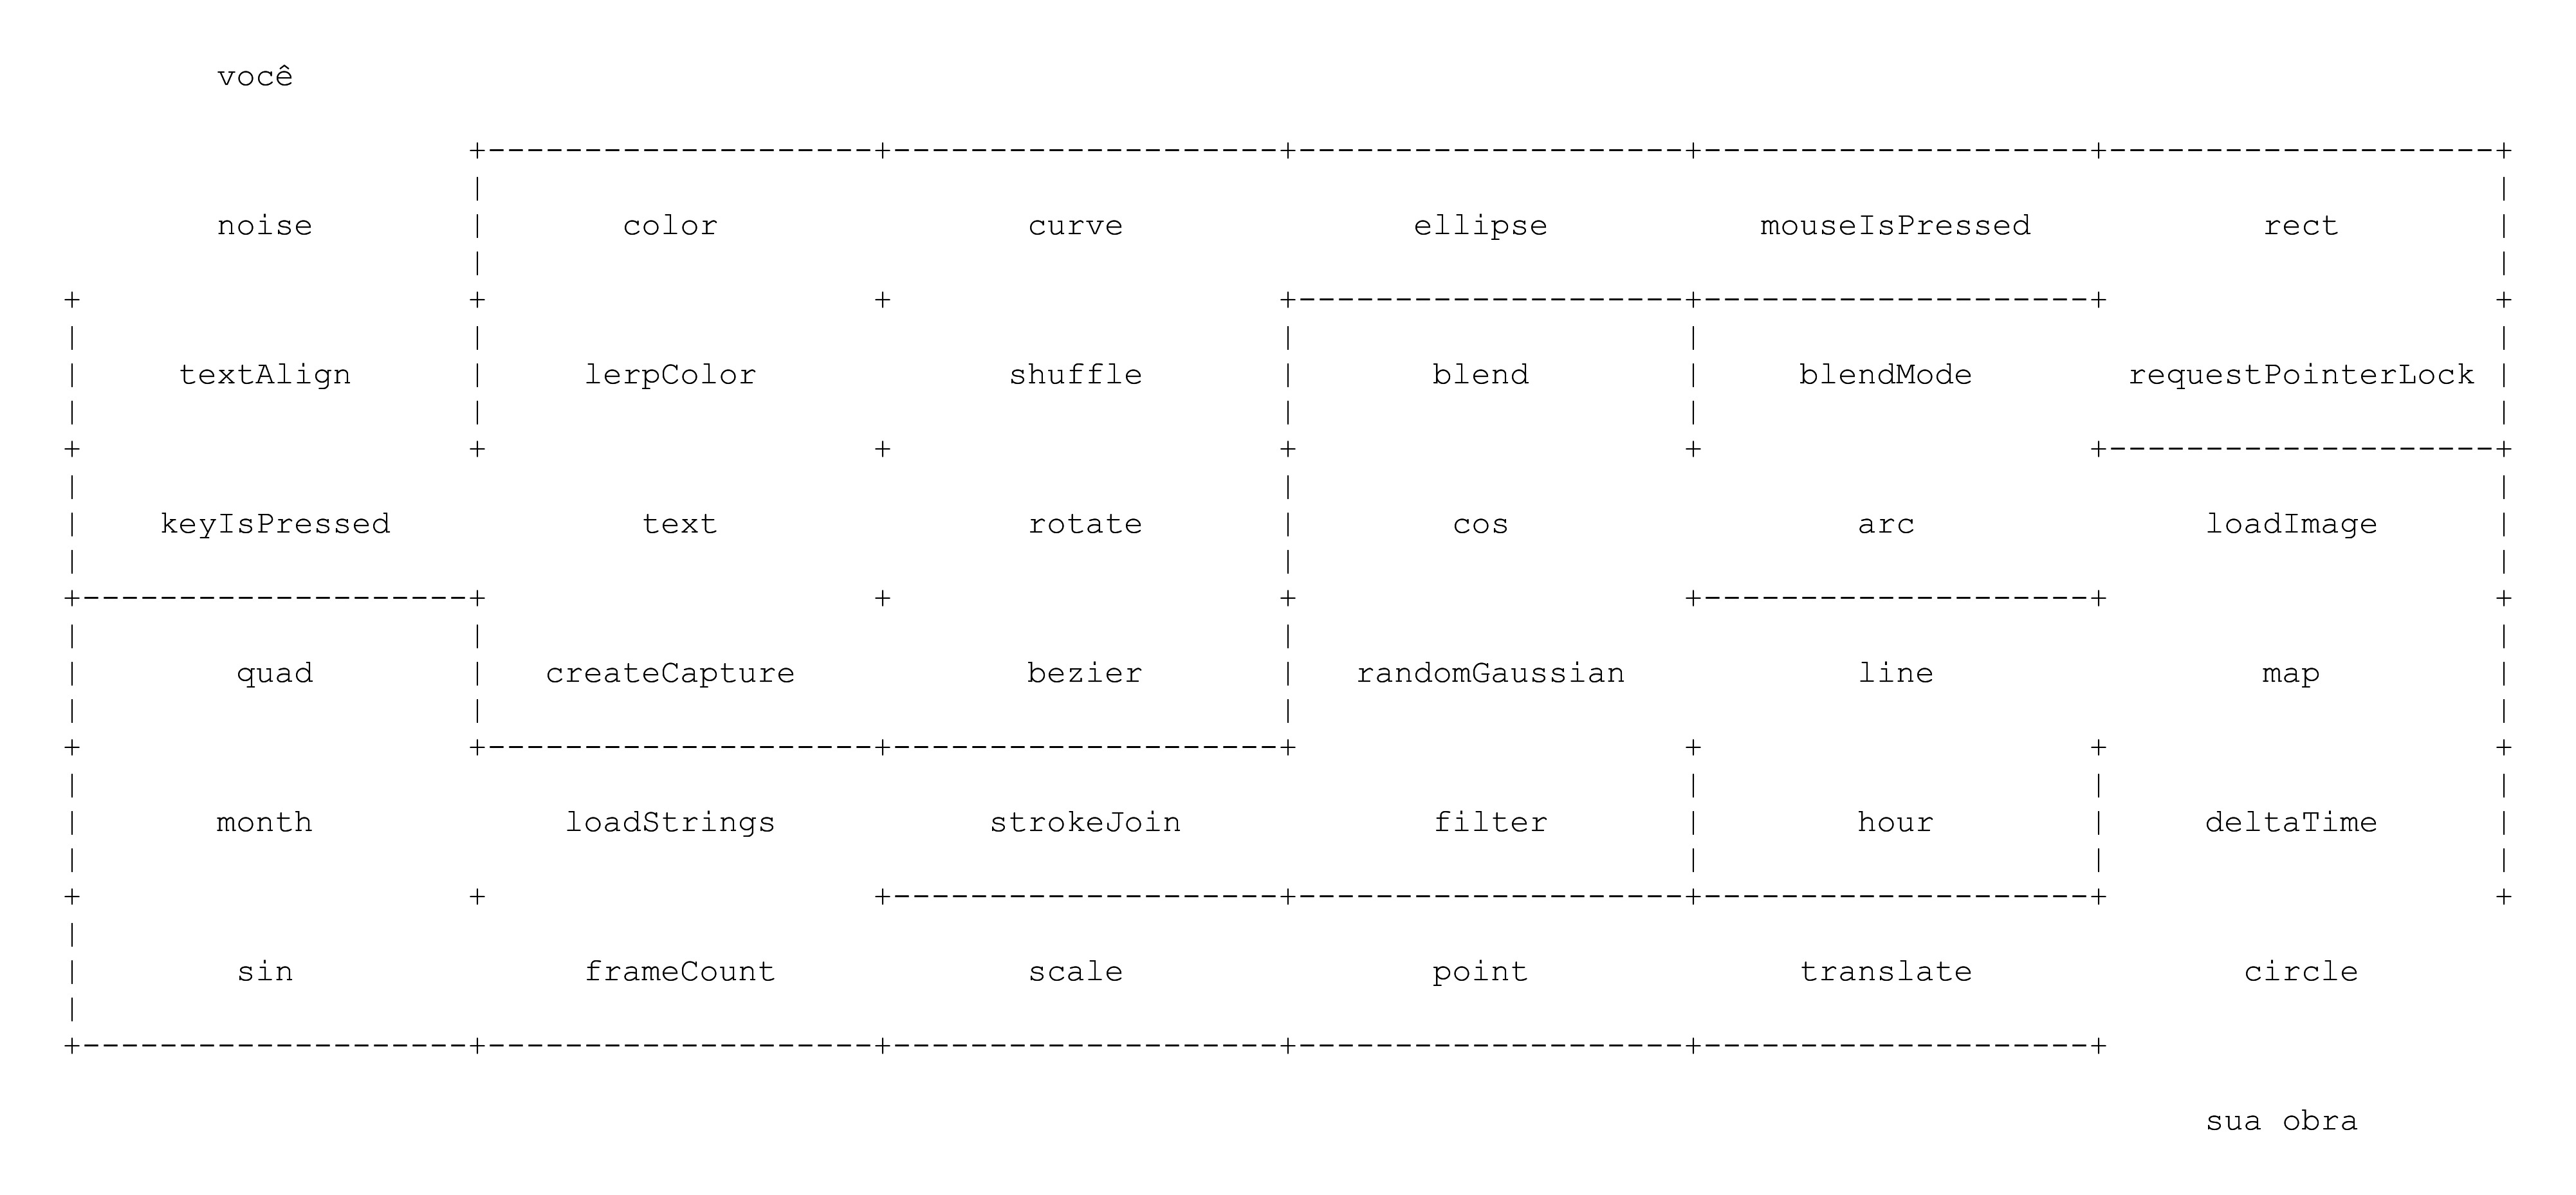 você
noise color curve ellipse mouseIsPressed rect
textAlign lerpColor shuffle blend blendMode requestPointerLock
keyIsPressed text rotate cos arc loadImage
quad createCapture bezier randomGaussian line map
month loadStrings strokeJoin filter hour deltaTime
sin frameCount scale point translate circle
sua obra